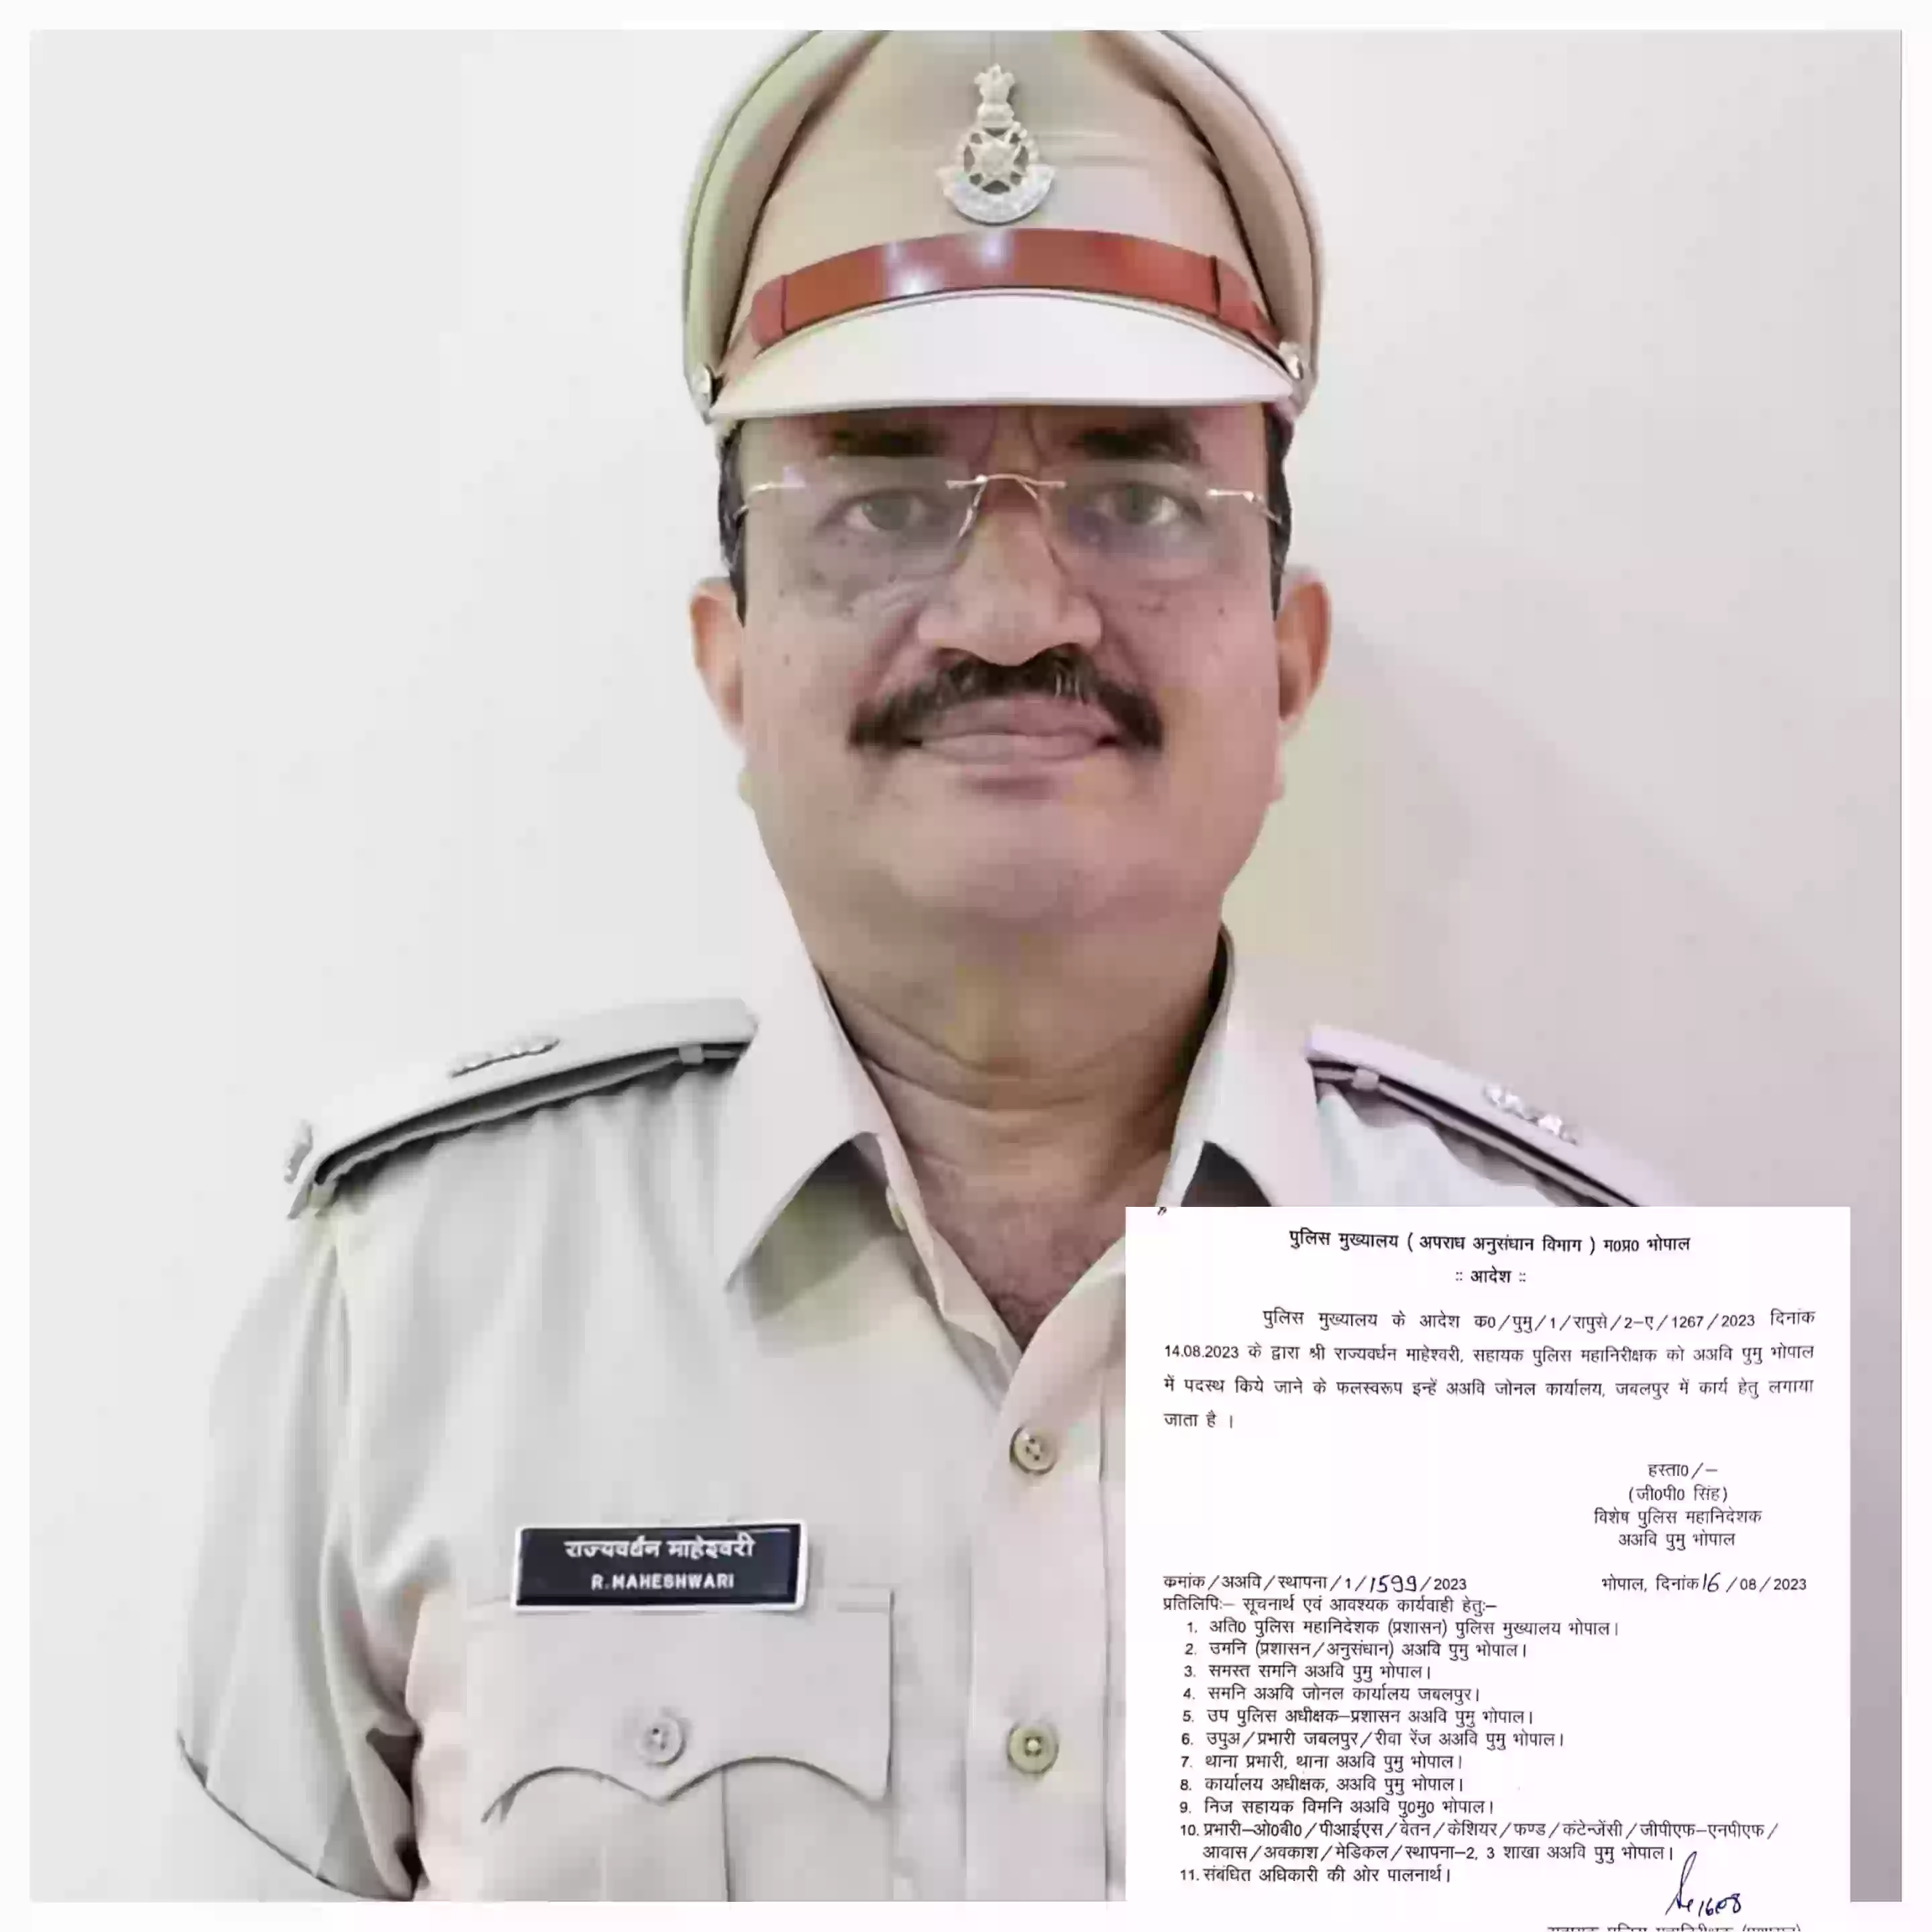 राज्यवर्धन माहेश्वरी
R.MAHESHWARI
पुलिस मुख्यालय ( अपराध अनुसंधान विभाग ) म0प्र0 भोपाल
:: आदेश ::
पुलिस मुख्यालय के आदेश क0/पुमु/1/रापुसे/2–ए/1267/2023 दिनांक
14.08.2023 के द्वारा श्री राज्यवर्धन माहेश्वरी, सहायक पुलिस महानिरीक्षक को अअवि पुमु भोपाल
में पदस्थ किये जाने के फलस्वरूप इन्हें अअवि जोनल कार्यालय, जबलपुर में कार्य हेतु लगाया
जाता है ।
हस्ता0/–
(जी0पी0 सिंह)
विशेष पुलिस महानिदेशक
अअवि पुमु भोपाल
कमांक/अअवि/स्थापना/1/1599/2023 भोपाल, दिनांक 16/08/2023
प्रतिलिपिः– सूचनार्थ एवं आवश्यक कार्यवाही हेतुः–
1. अति0 पुलिस महानिदेशक (प्रशासन) पुलिस मुख्यालय भोपाल।
2. उमनि (प्रशासन/अनुसंधान) अअवि पुमु भोपाल।
3. समस्त समनि अअवि पुमु भोपाल।
4. समनि अअवि जोनल कार्यालय जबलपुर।
5. उप पुलिस अधीक्षक–प्रशासन अअवि पुमु भोपाल।
6. उपुअ/प्रभारी जबलपुर/रीवा रेंज अअवि पुमु भोपाल।
7. थाना प्रभारी, थाना अअवि पुमु भोपाल।
8. कार्यालय अधीक्षक, अअवि पुमु भोपाल।
9. निज सहायक विमनि अअवि पु0मु0 भोपाल।
10. प्रभारी–ओ0बी0/पीआईएस/वेतन/केशियर/फण्ड/कंटेन्जेंसी/जीपीएफ–एनपीएफ/
आवास/अवकाश/मेडिकल/स्थापना–2, 3 शाखा अअवि पुमु भोपाल।
11. संबंधित अधिकारी की ओर पालनार्थ।